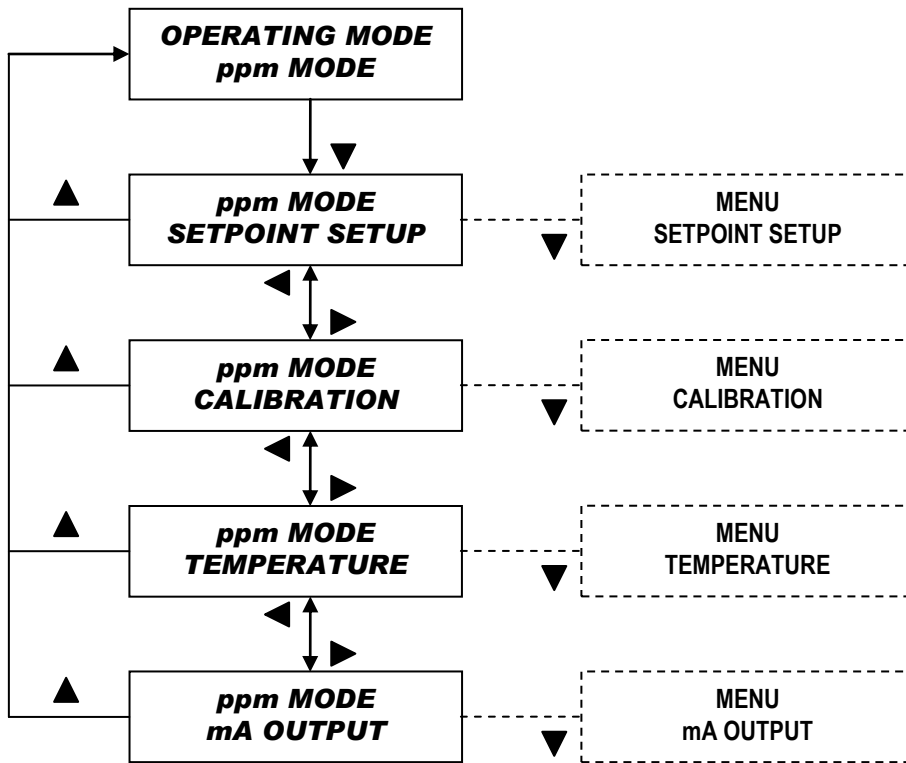 OPERATING MODE
ppm MODE
ppm MODE
SETPOINT SETUP
MENU
SETPOINT SETUP
ppm MODE
CALIBRATION
MENU
CALIBRATION
ppm MODE
TEMPERATURE
MENU
TEMPERATURE
ppm MODE
mA OUTPUT
MENU
mA OUTPUT